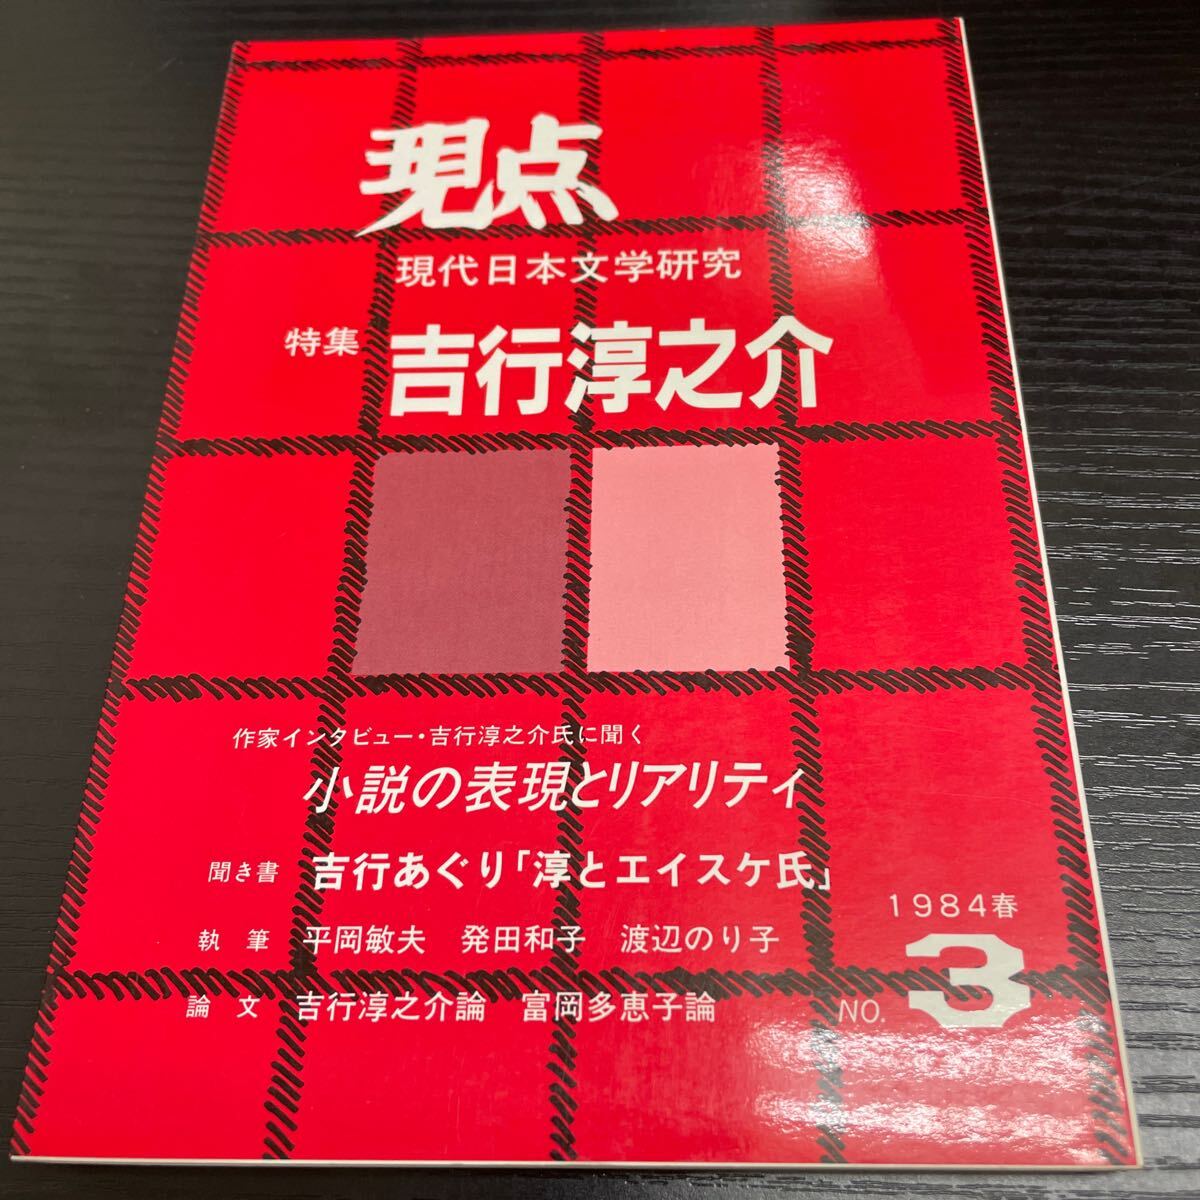 現点
現代日本文学研究
特集 吉行淳之介
作家インタビュー・吉行淳之介氏に聞く
小説の表現とリアリティ
聞き書 吉行あぐり「淳とエイスケ氏」
執筆 平岡敏夫 発田和子 渡辺のり子
論文 吉行淳之介論 富岡多恵子論
1984春
NO. 3